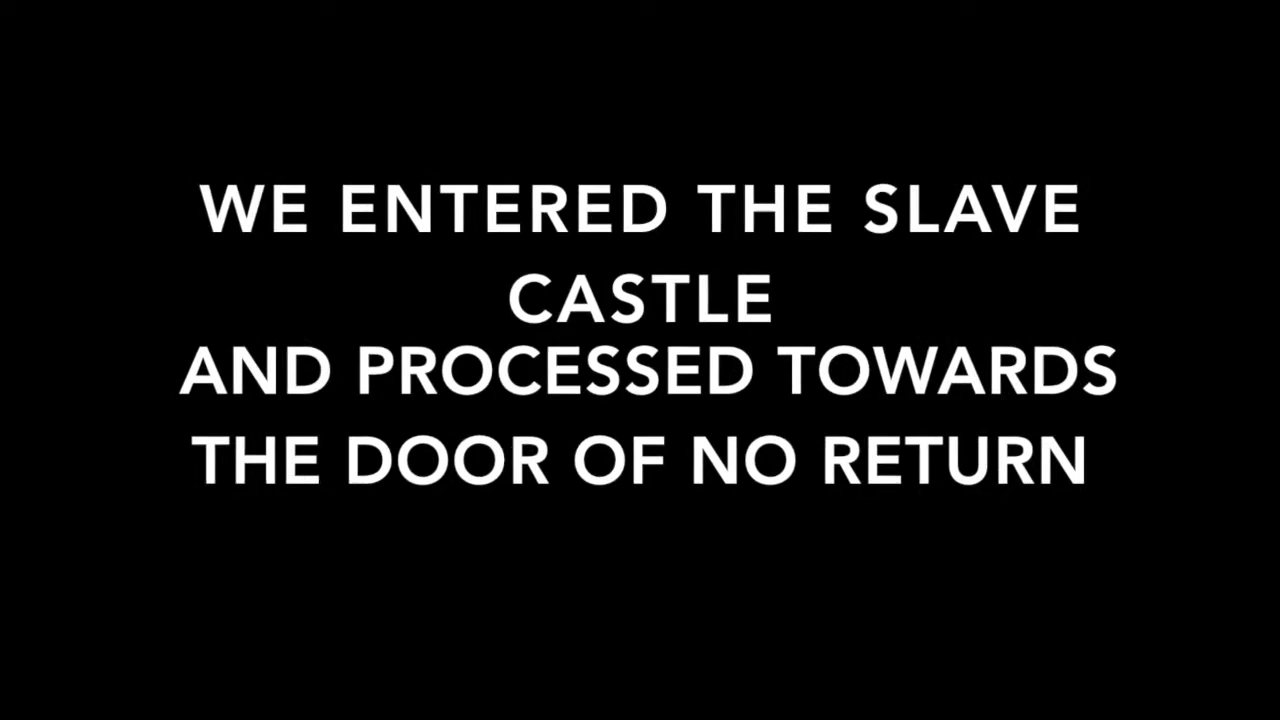 WE ENTERED THE SLAVE
CASTLE
AND PROCESSED TOWARDS
THE DOOR OF NO RETURN